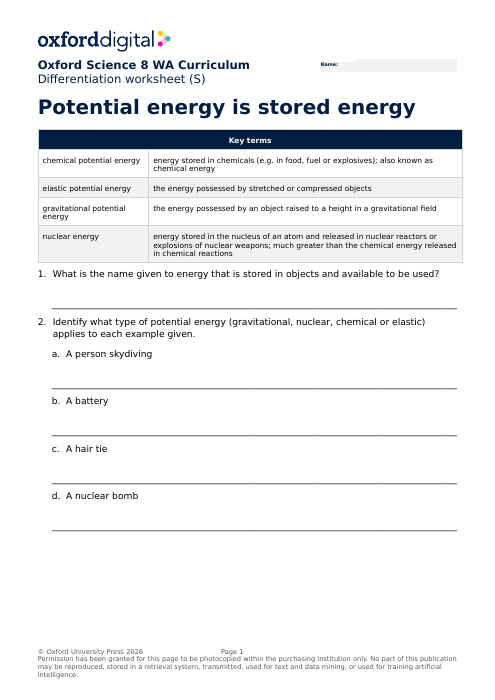 oxforddigital
Oxford Science 8 WA Curriculum
Name:
Differentiation worksheet (S)
Potential energy is stored energy
Key terms
chemical potential energy
energy stored in chemicals (e.g. in food, fuel or explosives); also known as
chemical energy
elastic potential energy
the energy possessed by stretched or compressed objects
gravitational potential
energy
the energy possessed by an object raised to a height in a gravitational field
nuclear energy
energy stored in the nucleus of an atom and released in nuclear reactors or
explosions of nuclear weapons; much greater than the chemical energy released
in chemical reactions
1. What is the name given to energy that is stored in objects and available to be used?
2. Identify what type of potential energy (gravitational, nuclear, chemical or elastic)
applies to each example given.
a. A person skydiving
b. A battery
c. A hair tie
d. A nuclear bomb
© Oxford University Press 2026 Page 1
Permission has been granted for this page to be photocopied within the purchasing institution only. No part of this publication
may be reproduced, stored in a retrieval system, transmitted, used for text and data mining, or used for training artificial
intelligence.